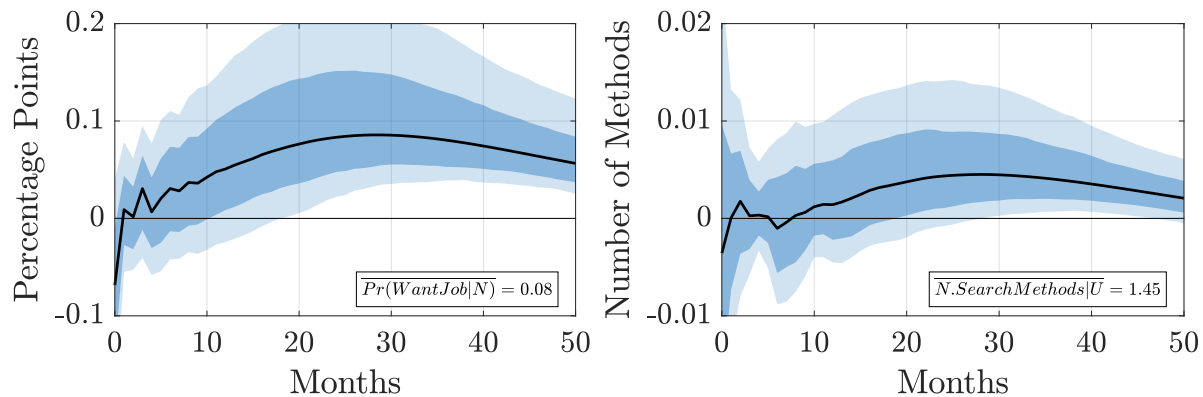 Percentage Points
0.2
0.1
0
-0.1
0 10 20 30 40 50
Months
Pr(WantJob|N) = 0.08
Number of Methods
0.02
0.01
0
-0.01
0 10 20 30 40 50
Months
N.SearchMethods|U = 1.45